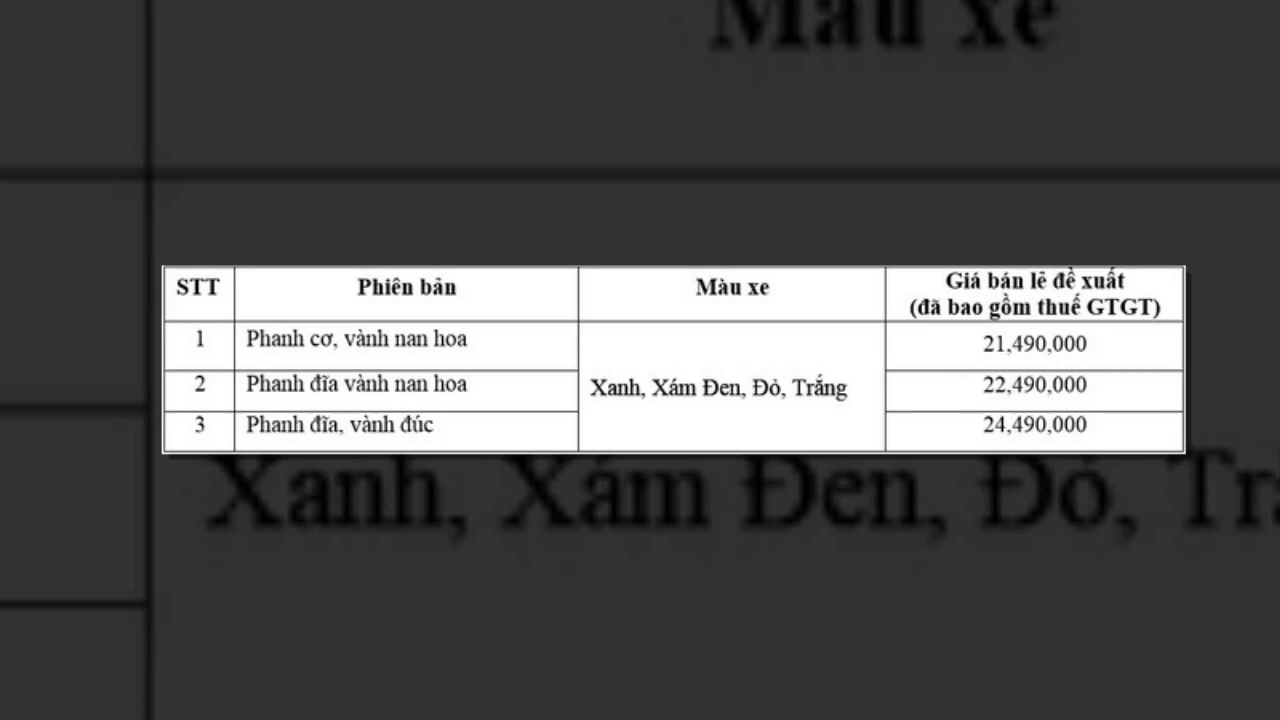 Màu xe
STT Phiên bản Màu xe Giá bán lẻ đề xuất
(đã bao gồm thuế GTGT)
1 Phanh cơ, vành nan hoa 21,490,000
2 Phanh đĩa vành nan hoa Xanh, Xám Đen, Đỏ, Trắng 22,490,000
3 Phanh đĩa, vành đúc 24,490,000
Xanh, Xám Đen, Đỏ,